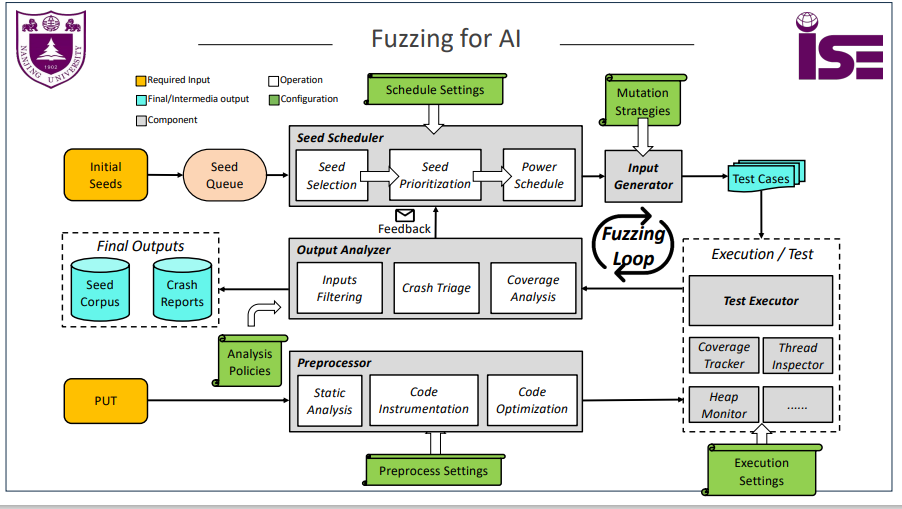 Fuzzing for AI
NANJING UNIVERSITY
1902
iSE
Required Input
Operation
Final/Intermedia output
Configuration
Component
Schedule Settings
Mutation
Strategies
Initial
Seeds
Seed
Queue
Seed Scheduler
Seed
Selection
Seed
Prioritization
Power
Schedule
Input
Generator
Test Cases
Feedback
Fuzzing
Loop
Final Outputs
Seed
Corpus
Crash
Reports
Output Analyzer
Inputs
Filtering
Crash Triage
Coverage
Analysis
Execution / Test
Test Executor
Coverage
Tracker
Thread
Inspector
Heap
Monitor
......
Analysis
Policies
PUT
Preprocessor
Static
Analysis
Code
Instrumentation
Code
Optimization
Preprocess Settings
Execution
Settings